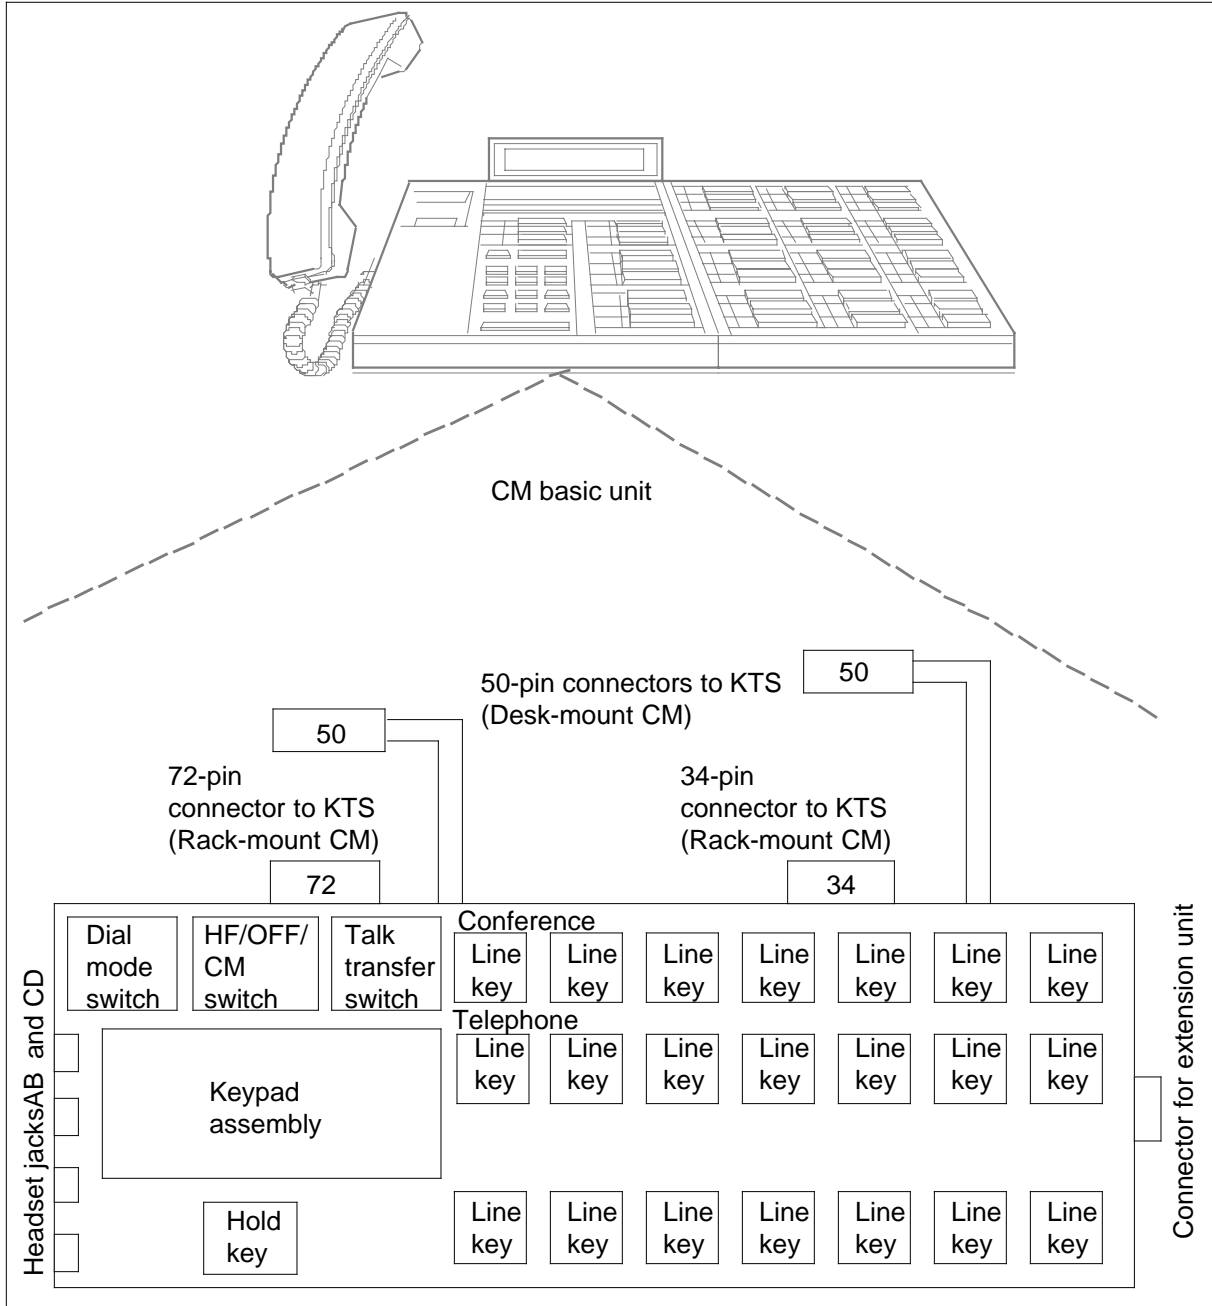 CM basic unit
50-pin connectors to KTS
(Desk-mount CM)
50
50
72-pin
connector to KTS
(Rack-mount CM)
34-pin
connector to KTS
(Rack-mount CM)
72
34
Dial
mode
switch
HF/OFF/
CM
switch
Talk
transfer
switch
Conference
Line
key
Line
key
Line
key
Line
key
Line
key
Line
key
Line
key
Telephone
Line
key
Line
key
Line
key
Line
key
Line
key
Line
key
Line
key
Keypad
assembly
Hold
key
Line
key
Line
key
Line
key
Line
key
Line
key
Line
key
Line
key
Headset jacksAB and CD
Connector for extension unit